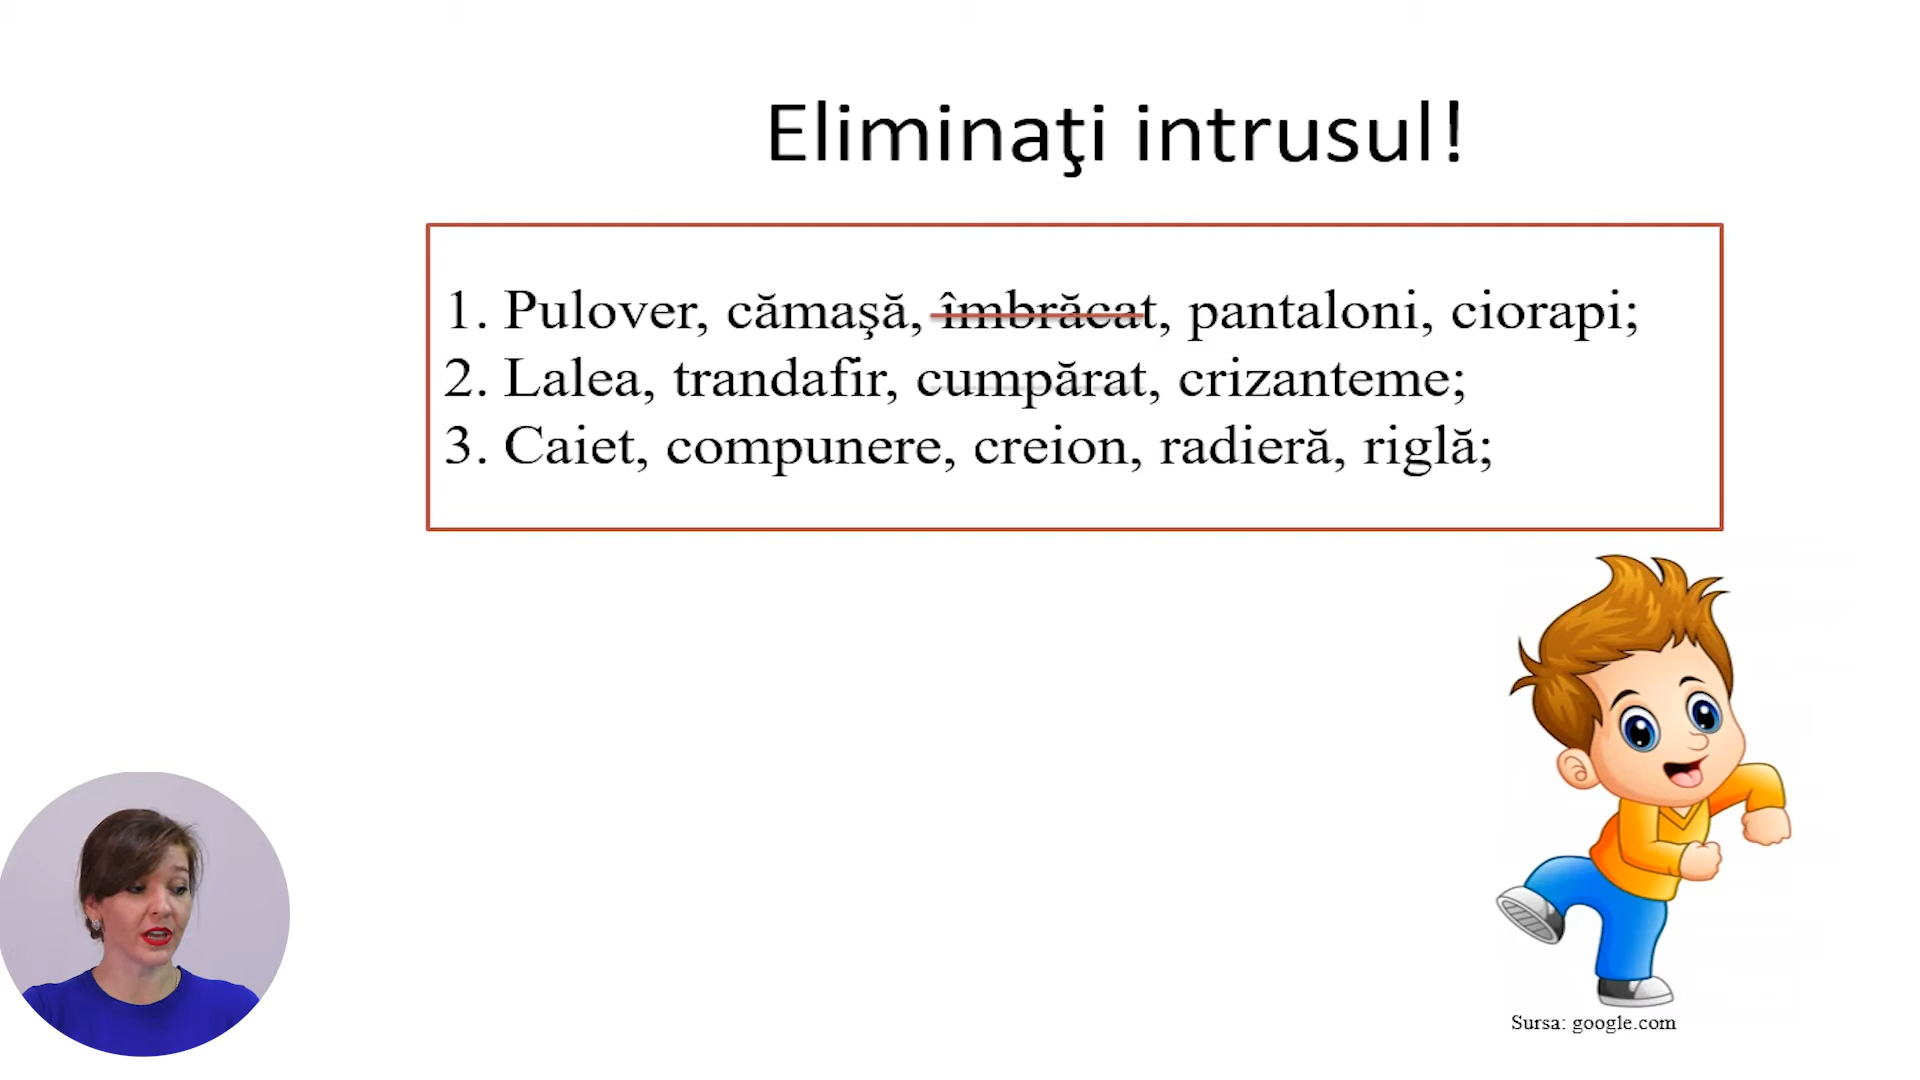 Eliminaţi intrusul!
1. Pulover, cămaşă, îmbrăcat, pantaloni, ciorapi;
2. Lalea, trandafir, cumpărat, crizanteme;
3. Caiet, compunere, creion, radieră, riglă;
Sursa: google.com